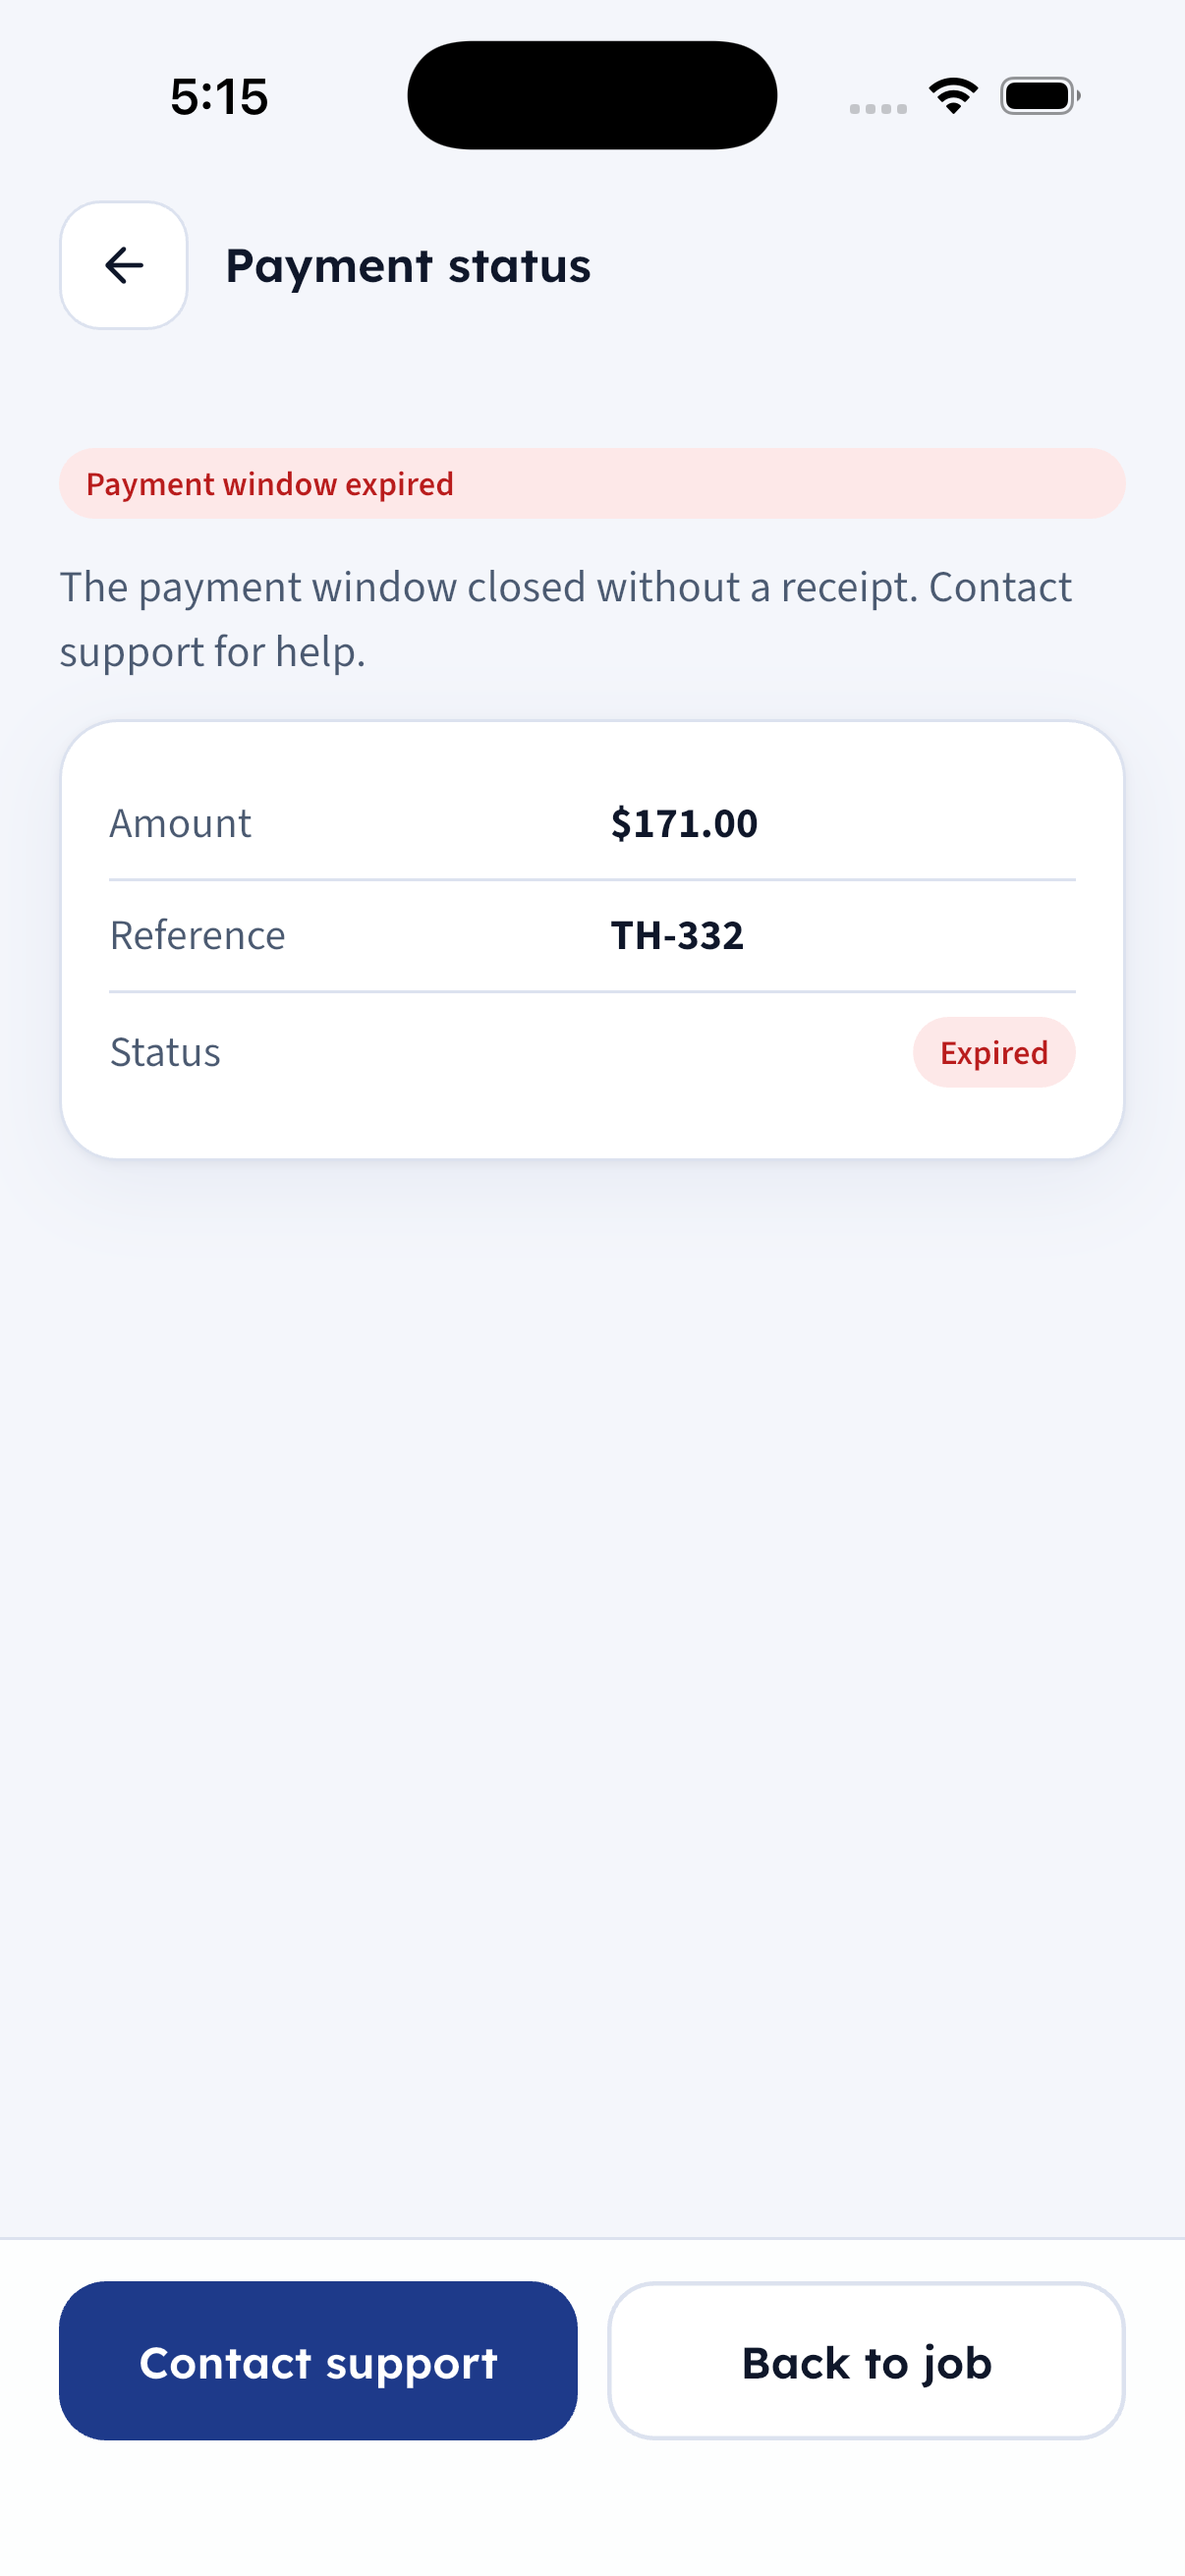 5:15
Payment status
Payment window expired
The payment window closed without a receipt. Contact
support for help.
Amount $171.00
Reference TH-332
Status Expired
Contact support Back to job